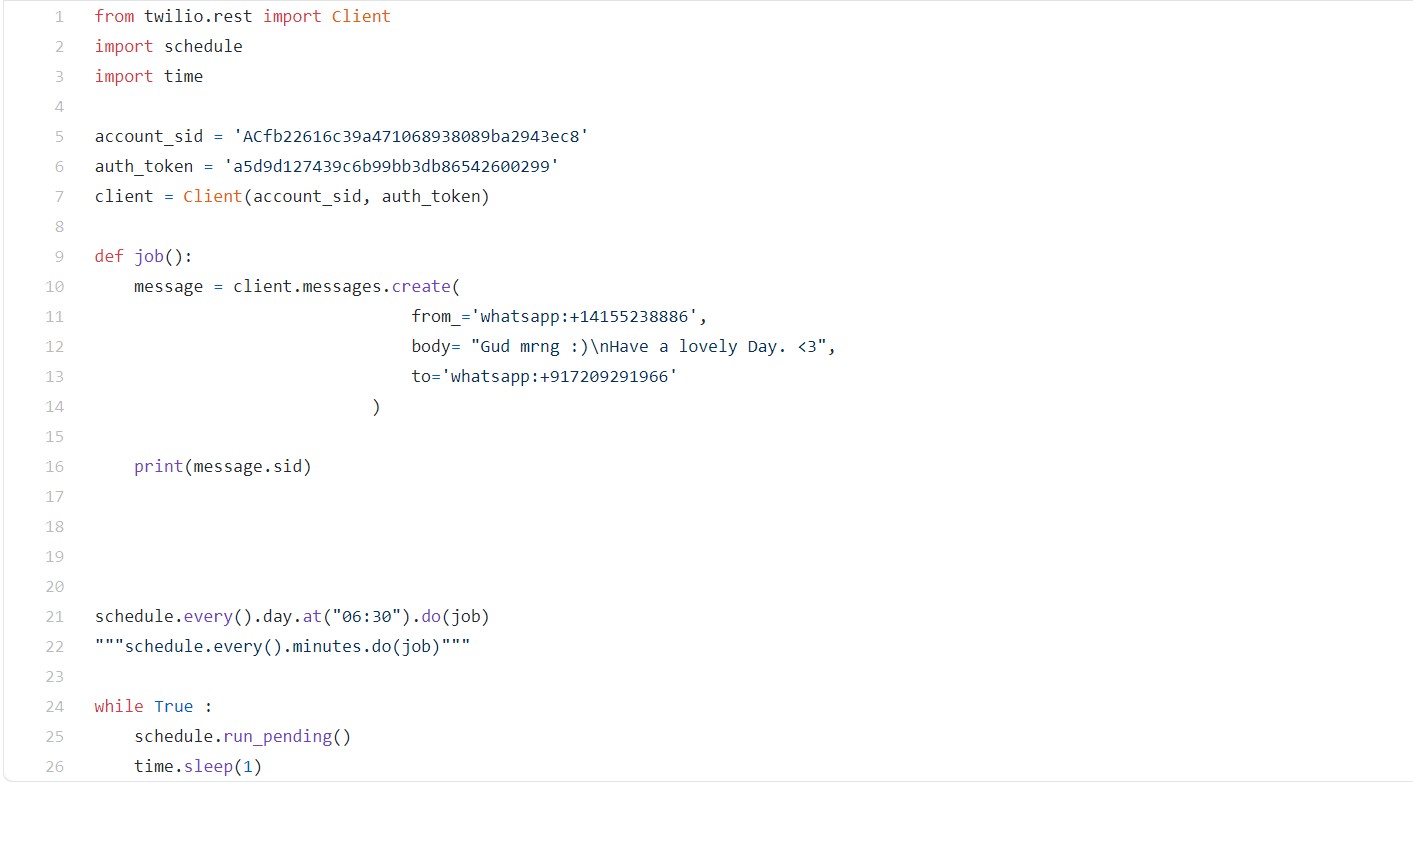 1 from twilio.rest import Client
2 import schedule
3 import time
4
5 account_sid = 'ACfb22616c39a471068938089ba2943ec8'
6 auth_token = 'a5d9d127439c6b99bb3db86542600299'
7 client = Client(account_sid, auth_token)
8
9 def job():
10 message = client.messages.create(
11 from_='whatsapp:+14155238886',
12 body= "Gud mrng :)\nHave a lovely Day. <3",
13 to='whatsapp:+917209291966'
14 )
15
16 print(message.sid)
17
18
19
20
21 schedule.every().day.at("06:30").do(job)
22 """schedule.every().minutes.do(job)"""
23
24 while True :
25 schedule.run_pending()
26 time.sleep(1)